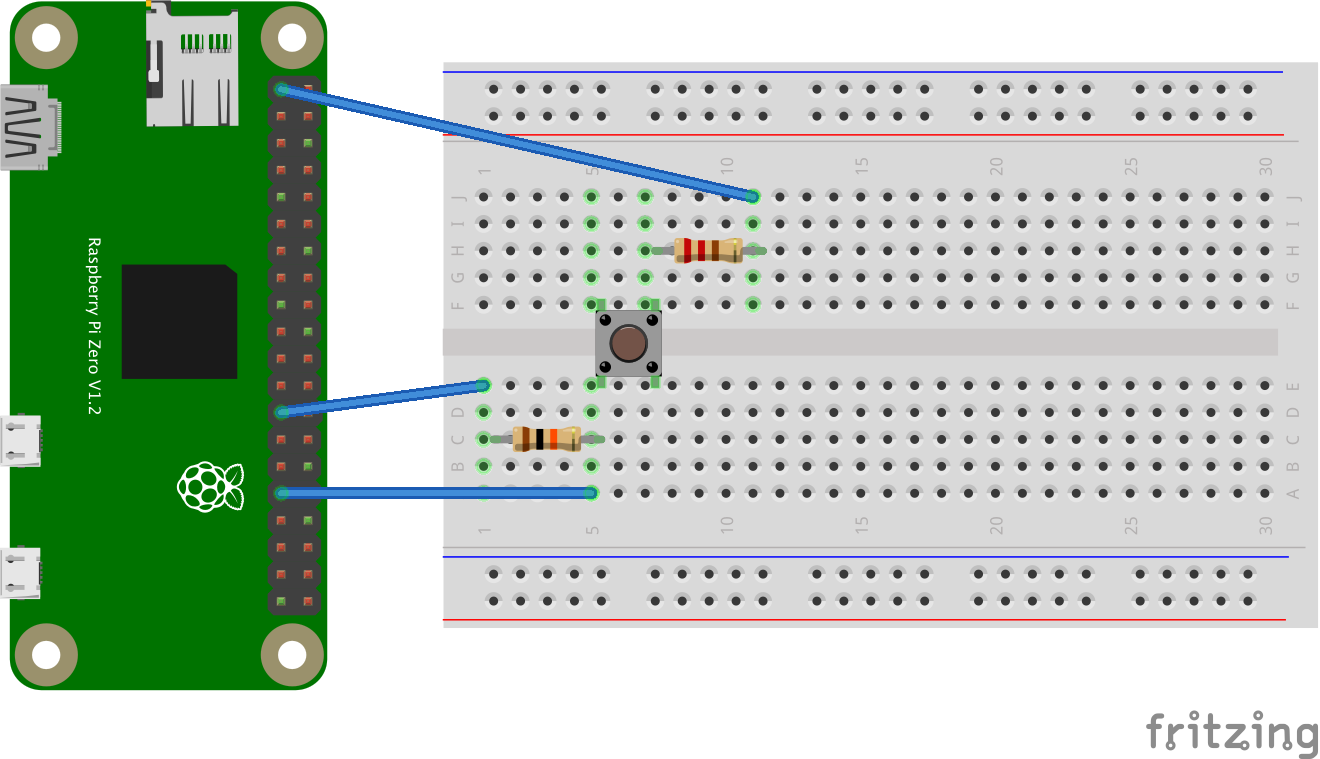 Raspberry Pi Zero V1.2
1 5 10 15 20 25 30
J J
I I
H H
G G
F F
E E
D D
C C
B B
A A
1 5 10 15 20 25 30
fritzing